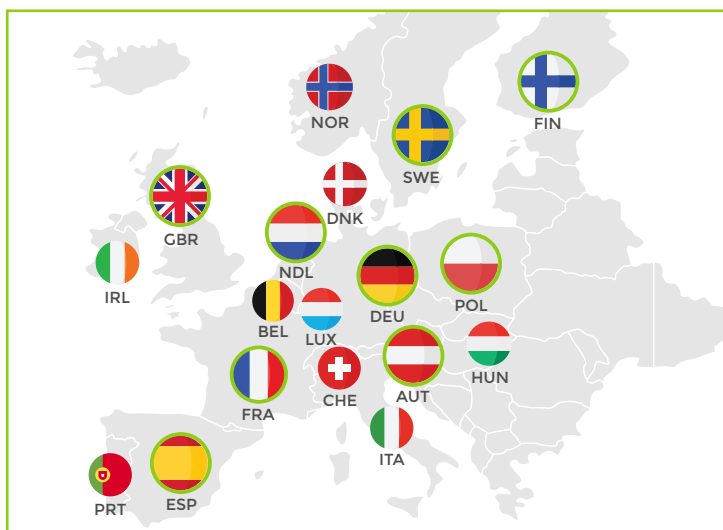 NOR
FIN
SWE
DNK
GBR
NDL
IRL
POL
DEU
BEL
LUX
HUN
CHE
AUT
FRA
ITA
ESP
PRT